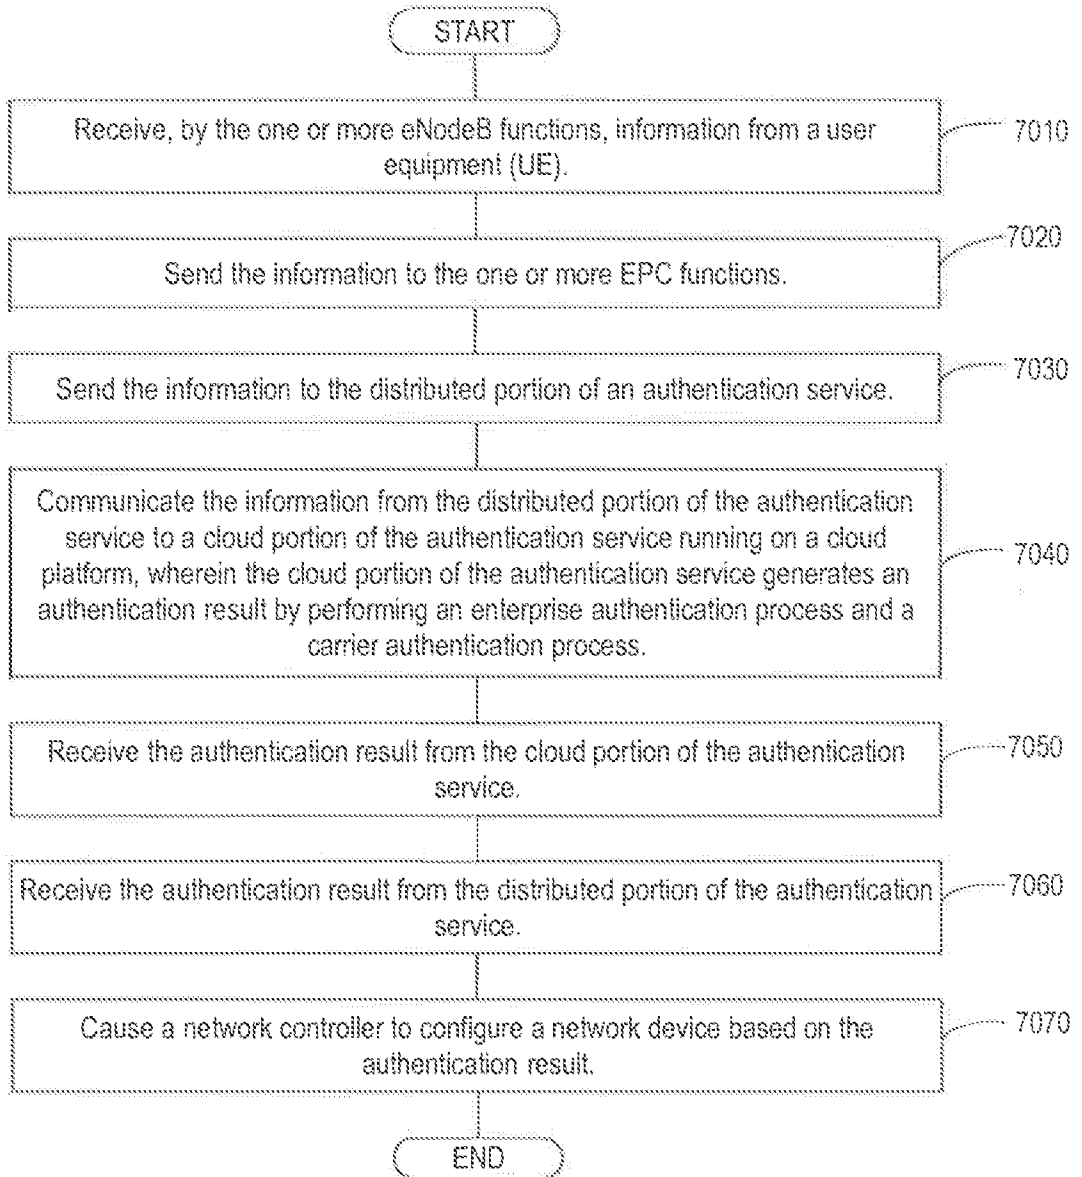 START
Receive, by the one or more eNodeB functions, information from a user
equipment (UE).
7010
Send the information to the one or more EPC functions.
7020
Send the information to the distributed portion of an authentication service.
7030
Communicate the information from the distributed portion of the authentication
service to a cloud portion of the authentication service running on a cloud
platform, wherein the cloud portion of the authentication service generates an
authentication result by performing an enterprise authentication process and a
carrier authentication process.
7040
Receive the authentication result from the cloud portion of the authentication
service.
7050
Receive the authentication result from the distributed portion of the authentication
service.
7060
Cause a network controller to configure a network device based on the
authentication result.
7070
END